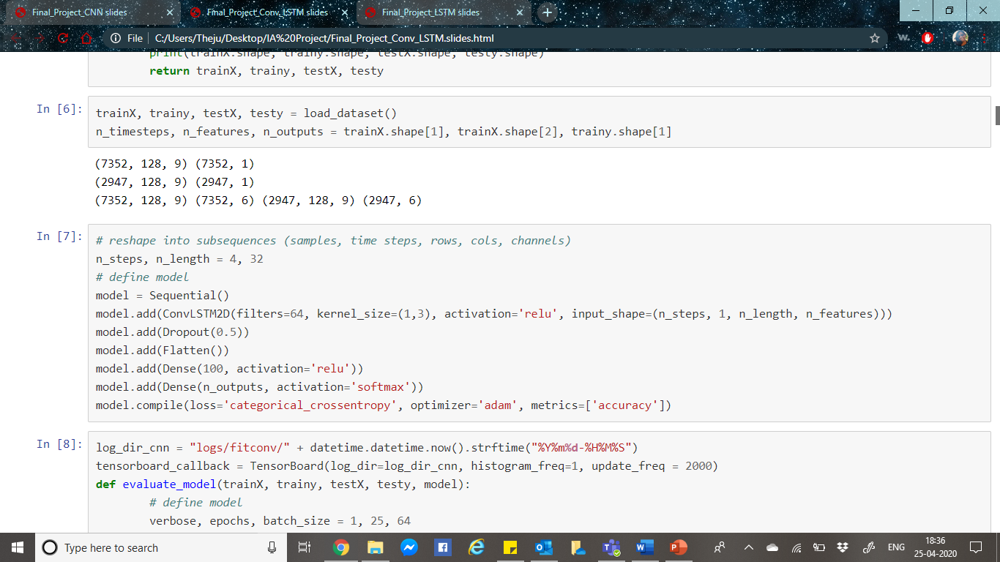 Final_Project_CNN slides
Final_Project_Conv_LSTM slides
Final_Project_LSTM slides
File C:/Users/Theju/Desktop/IA%20Project/Final_Project_Conv_LSTM.slides.html
w.
print(trainX.shape, trainy.shape, testX.shape, testy.shape)
return trainX, trainy, testX, testy
In [6]:
trainX, trainy, testX, testy = load_dataset()
n_timesteps, n_features, n_outputs = trainX.shape[1], trainX.shape[2], trainy.shape[1]
(7352, 128, 9) (7352, 1)
(2947, 128, 9) (2947, 1)
(7352, 128, 9) (7352, 6) (2947, 128, 9) (2947, 6)
In [7]:
# reshape into subsequences (samples, time steps, rows, cols, channels)
n_steps, n_length = 4, 32
# define model
model = Sequential()
model.add(ConvLSTM2D(filters=64, kernel_size=(1,3), activation='relu', input_shape=(n_steps, 1, n_length, n_features)))
model.add(Dropout(0.5))
model.add(Flatten())
model.add(Dense(100, activation='relu'))
model.add(Dense(n_outputs, activation='softmax'))
model.compile(loss='categorical_crossentropy', optimizer='adam', metrics=['accuracy'])
In [8]:
log_dir_cnn = "logs/fitconv/" + datetime.datetime.now().strftime("%Y%m%d-%H%M%S")
tensorboard_callback = TensorBoard(log_dir=log_dir_cnn, histogram_freq=1, update_freq = 2000)
def evaluate_model(trainX, trainy, testX, testy, model):
# define model
verbose, epochs, batch_size = 1, 25, 64
Type here to search
ENG
18:36
25-04-2020